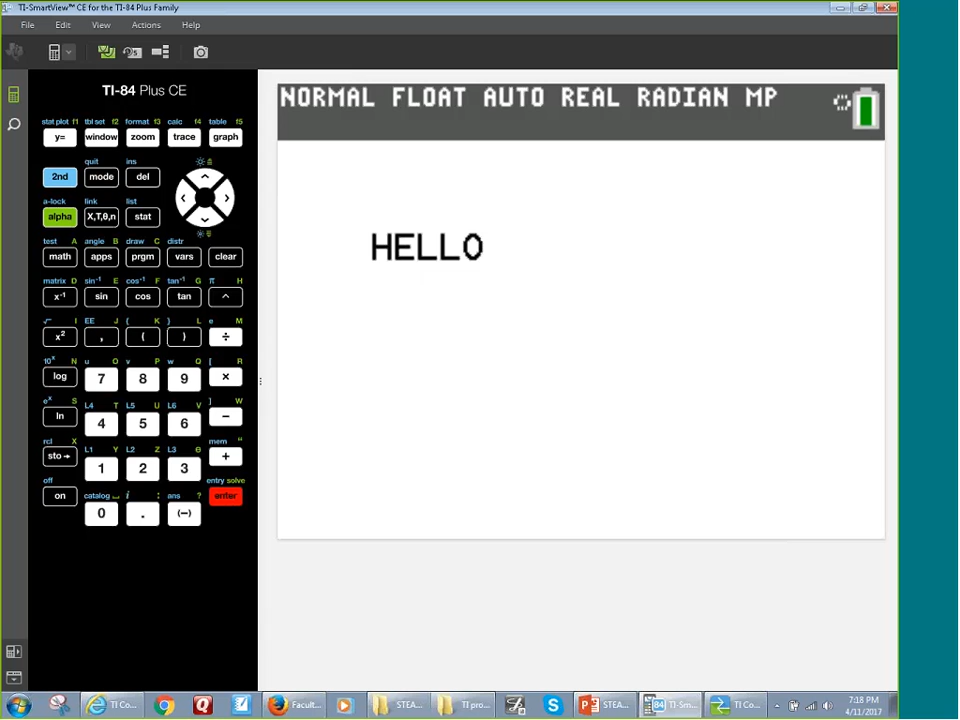 TI-SmartView™ CE for the TI-84 Plus Family
File Edit View Actions Help
TI-84 Plus CE
stat plot f1 tbl set f2 format f3 calc f4 table f5
y= window zoom trace graph
quit ins
2nd mode del
a-lock link list
alpha X,T,θ,n stat
test A angle B draw C distr
math apps prgm vars clear
matrix D sin⁻¹ E cos⁻¹ F tan⁻¹ G π H
x⁻¹ sin cos tan ^
√ I EE J { K } L e M
x² , ( ) ÷
10ˣ N u O v P w Q [ R
log 7 8 9 ×
eˣ S L4 T L5 U L6 V ] W
ln 4 5 6 −
rcl X L1 Y L2 Z L3 θ mem "
sto→ 1 2 3 +
off catalog i : ans ? entry solve
on 0 . (−) enter
NORMAL FLOAT AUTO REAL RADIAN MP
HELLO
TI Co...
Facult...
STEA...
TI pro...
STEA...
TI-Sm...
TI Co...
7:18 PM
4/11/2017